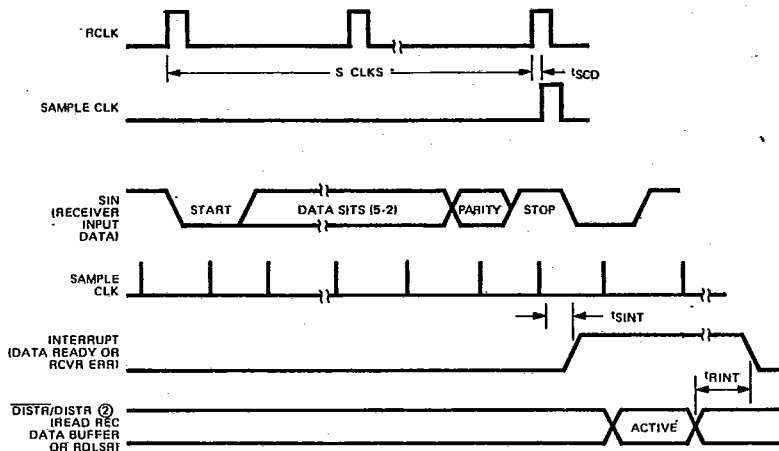 RCLK
S CLKS
tSCD
SAMPLE CLK
SIN
(RECEIVER
INPUT
DATA)
START
DATA SITS (5-2)
PARITY
STOP
SAMPLE
CLK
tSINT
INTERRUPT
(DATA READY OR
RCVR ERR)
tRINT
DISTR/DISTR ②
(READ REC
DATA BUFFER
OR RDLSR)
ACTIVE